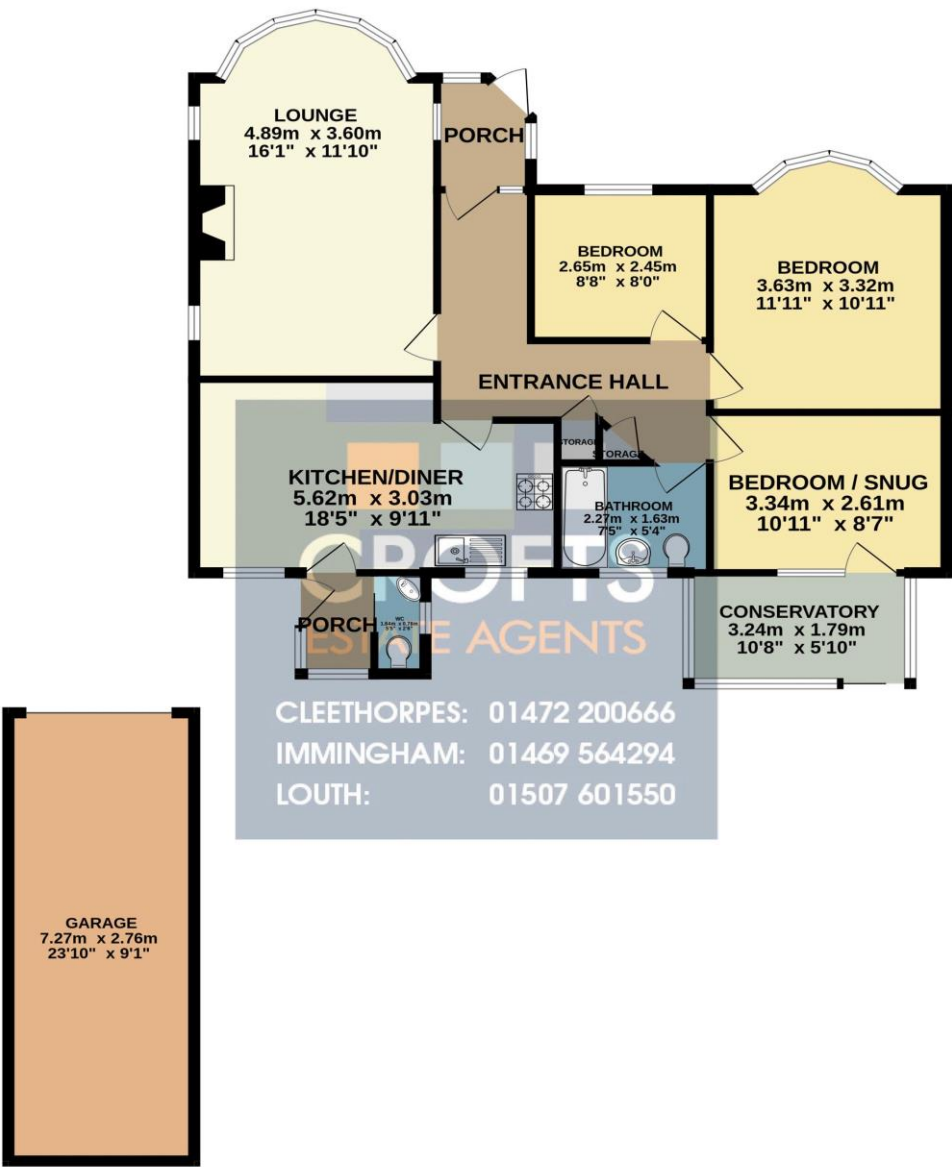 LOUNGE
4.89m x 3.60m
16'1" x 11'10"
PORCH
BEDROOM
2.65m x 2.45m
8'8" x 8'0"
BEDROOM
3.63m x 3.32m
11'11" x 10'11"
ENTRANCE HALL
STORAGE
STORAGE
KITCHEN/DINER
5.62m x 3.03m
18'5" x 9'11"
BATHROOM
2.27m x 1.63m
7'5" x 5'4"
BEDROOM / SNUG
3.34m x 2.61m
10'11" x 8'7"
CROFTS
ESTATE AGENTS
PORCH
WC
CONSERVATORY
3.24m x 1.79m
10'8" x 5'10"
CLEETHORPES: 01472 200666
IMMINGHAM: 01469 564294
LOUTH: 01507 601550
GARAGE
7.27m x 2.76m
23'10" x 9'1"